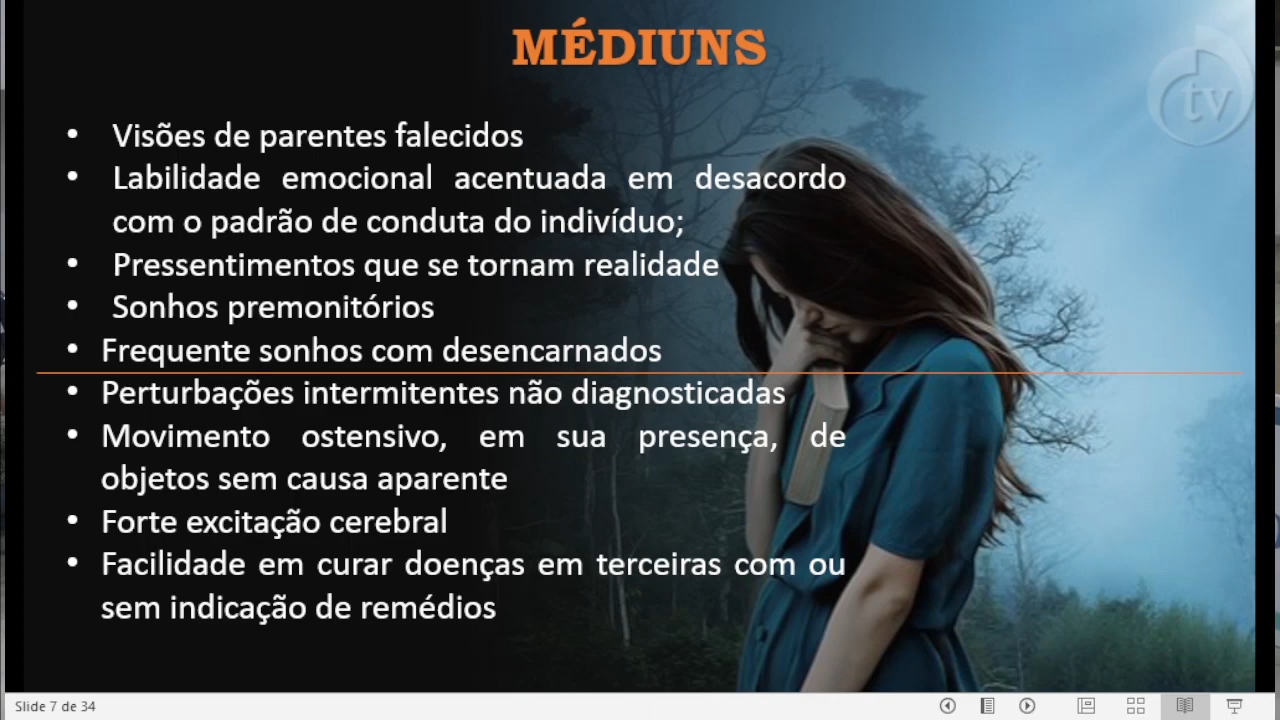 MÉDIUNS
tv
• Visões de parentes falecidos
• Labilidade emocional acentuada em desacordo
com o padrão de conduta do indivíduo;
• Pressentimentos que se tornam realidade
• Sonhos premonitórios
• Frequente sonhos com desencarnados
• Perturbações intermitentes não diagnosticadas
• Movimento ostensivo, em sua presença, de
objetos sem causa aparente
• Forte excitação cerebral
• Facilidade em curar doenças em terceiras com ou
sem indicação de remédios
Slide 7 de 34